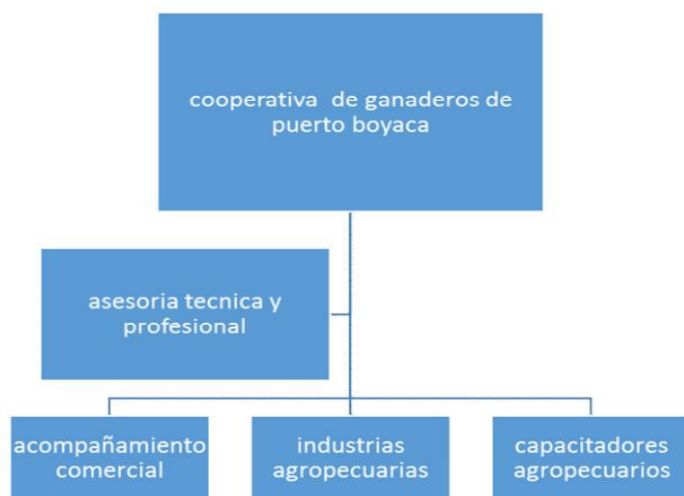 cooperativa de ganaderos de
puerto boyaca
asesoria tecnica y
profesional
acompañamiento
comercial
industrias
agropecuarias
capacitadores
agropecuarios